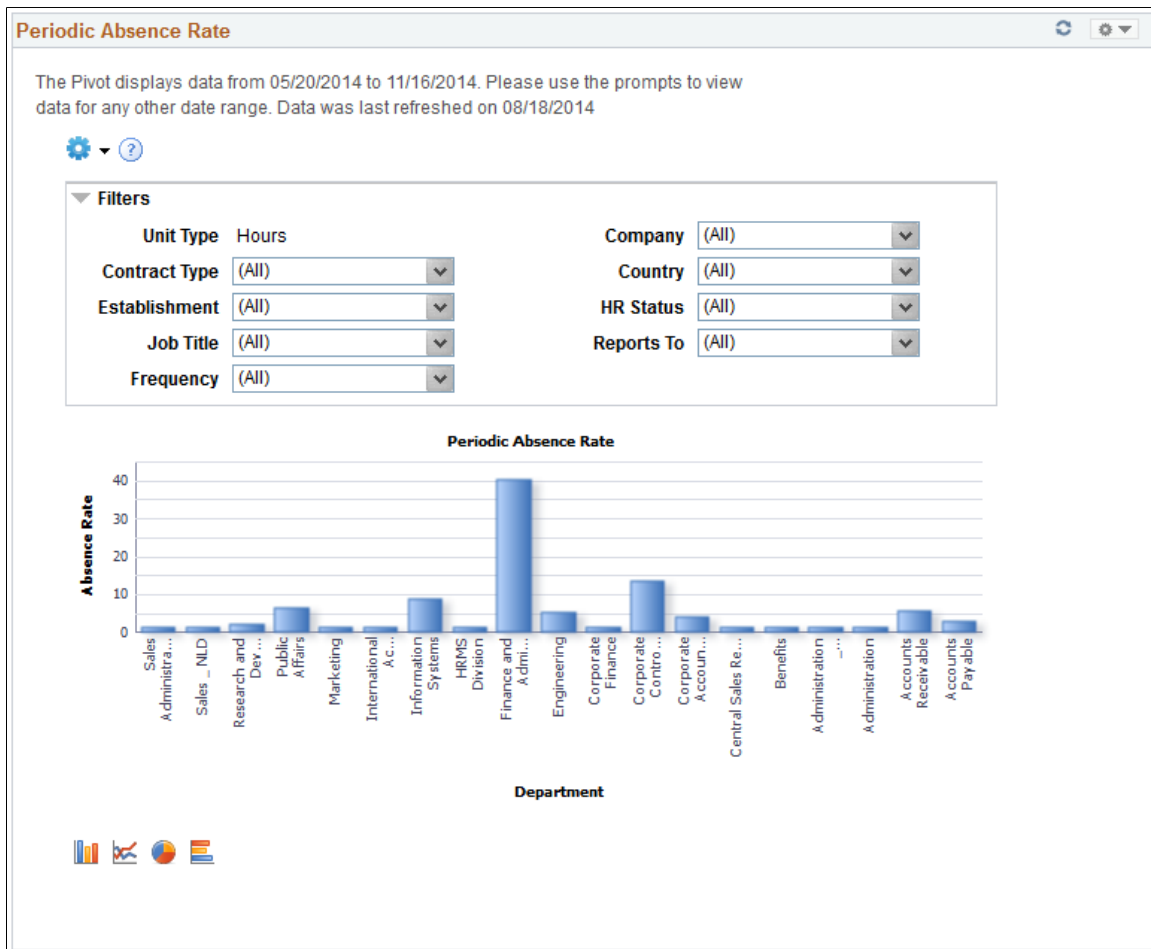 Periodic Absence Rate
The Pivot displays data from 05/20/2014 to 11/16/2014. Please use the prompts to view
data for any other date range. Data was last refreshed on 08/18/2014
?
Filters
Unit Type Hours
Company (All)
Contract Type (All)
Country (All)
Establishment (All)
HR Status (All)
Job Title (All)
Reports To (All)
Frequency (All)
Periodic Absence Rate
Absence Rate
40
30
20
10
0
Sales
Administra...
Sales _ NLD
Research and
Dev...
Public
Affairs
Marketing
International
Ac...
Information
Systems
HRMS
Division
Finance and
Admi...
Engineering
Corporate
Finance
Corporate
Contro...
Corporate
Accoun...
Central Sales Re...
Benefits
Administration
_...
Administration
Accounts
Receivable
Accounts
Payable
Department